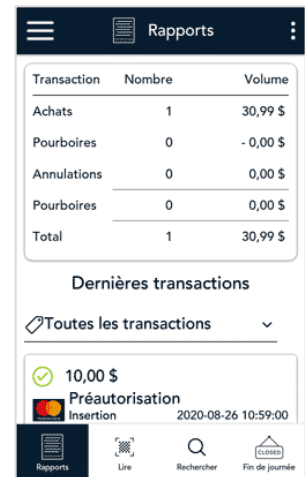 Rapports
Transaction Nombre Volume
Achats 1 30,99 $
Pourboires 0 - 0,00 $
Annulations 0 0,00 $
Pourboires 0 0,00 $
Total 1 30,99 $
Dernières transactions
Toutes les transactions
10,00 $
Préautorisation
Insertion 2020-08-26 10:59:00
CLOSED
Rapports Lire Rechercher Fin de journée